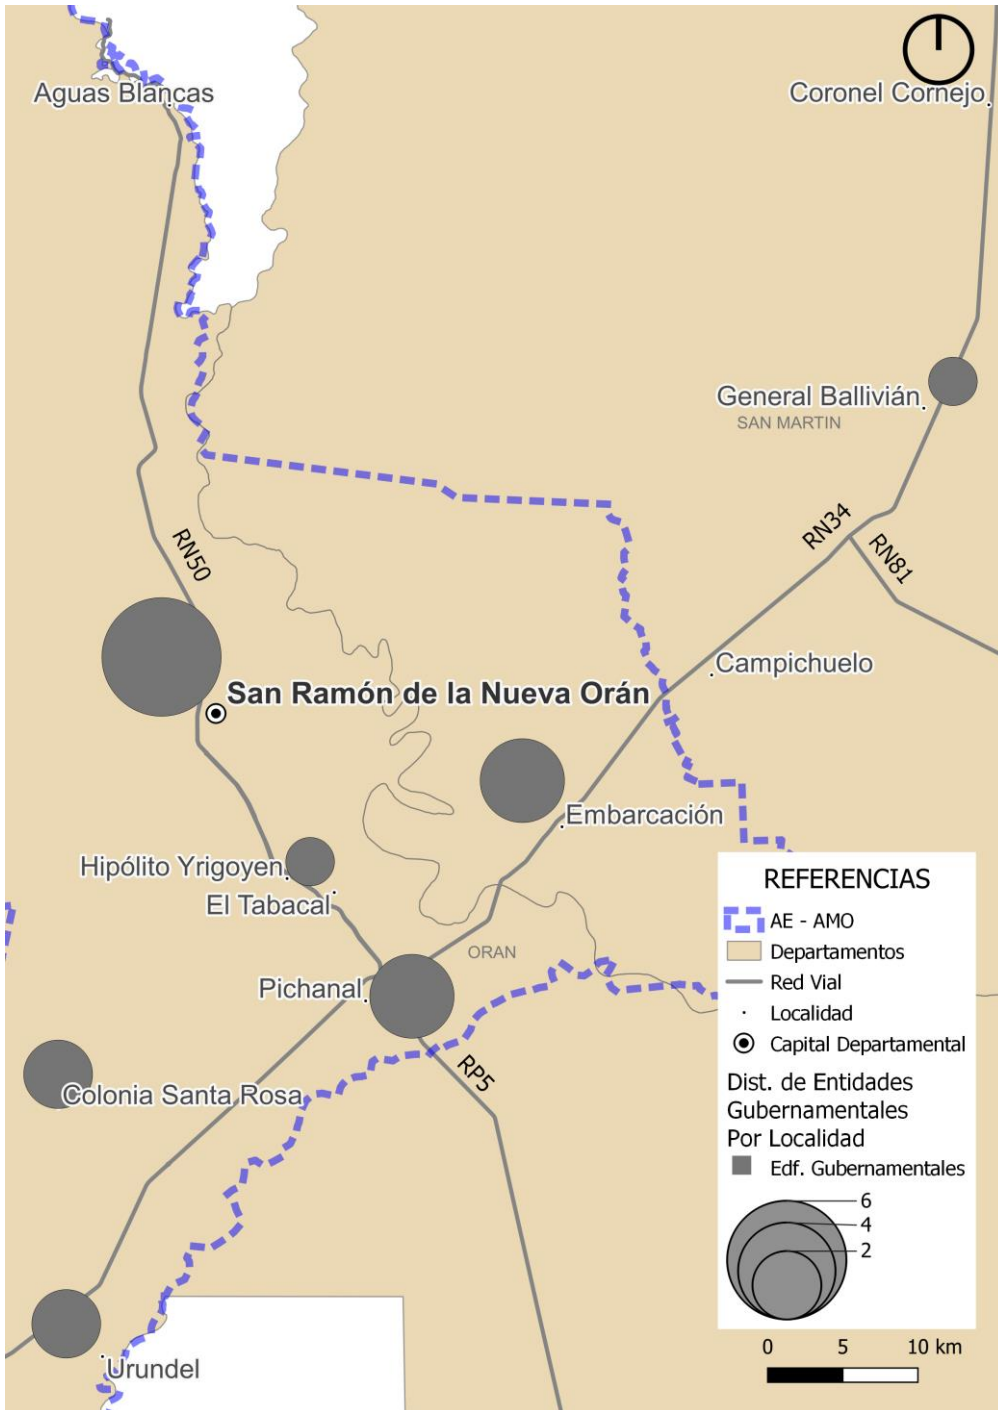 Aguas Blancas
Coronel Cornejo
General Ballivián
SAN MARTIN
RN34
RN81
RN50
Campichuelo
San Ramón de la Nueva Orán
Embarcación
Hipólito Yrigoyen
El Tabacal
ORAN
Pichanal
RP5
Colonia Santa Rosa
Urundel
REFERENCIAS
AE - AMO
Departamentos
Red Vial
Localidad
Capital Departamental
Dist. de Entidades
Gubernamentales
Por Localidad
Edf. Gubernamentales
6
4
2
0 5 10 km